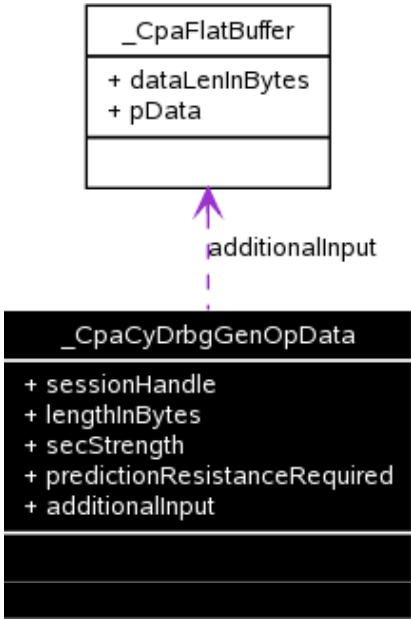 _CpaFlatBuffer
+ dataLenInBytes
+ pData
additionalInput
_CpaCyDrbgGenOpData
+ sessionHandle
+ lengthInBytes
+ secStrength
+ predictionResistanceRequired
+ additionalInput